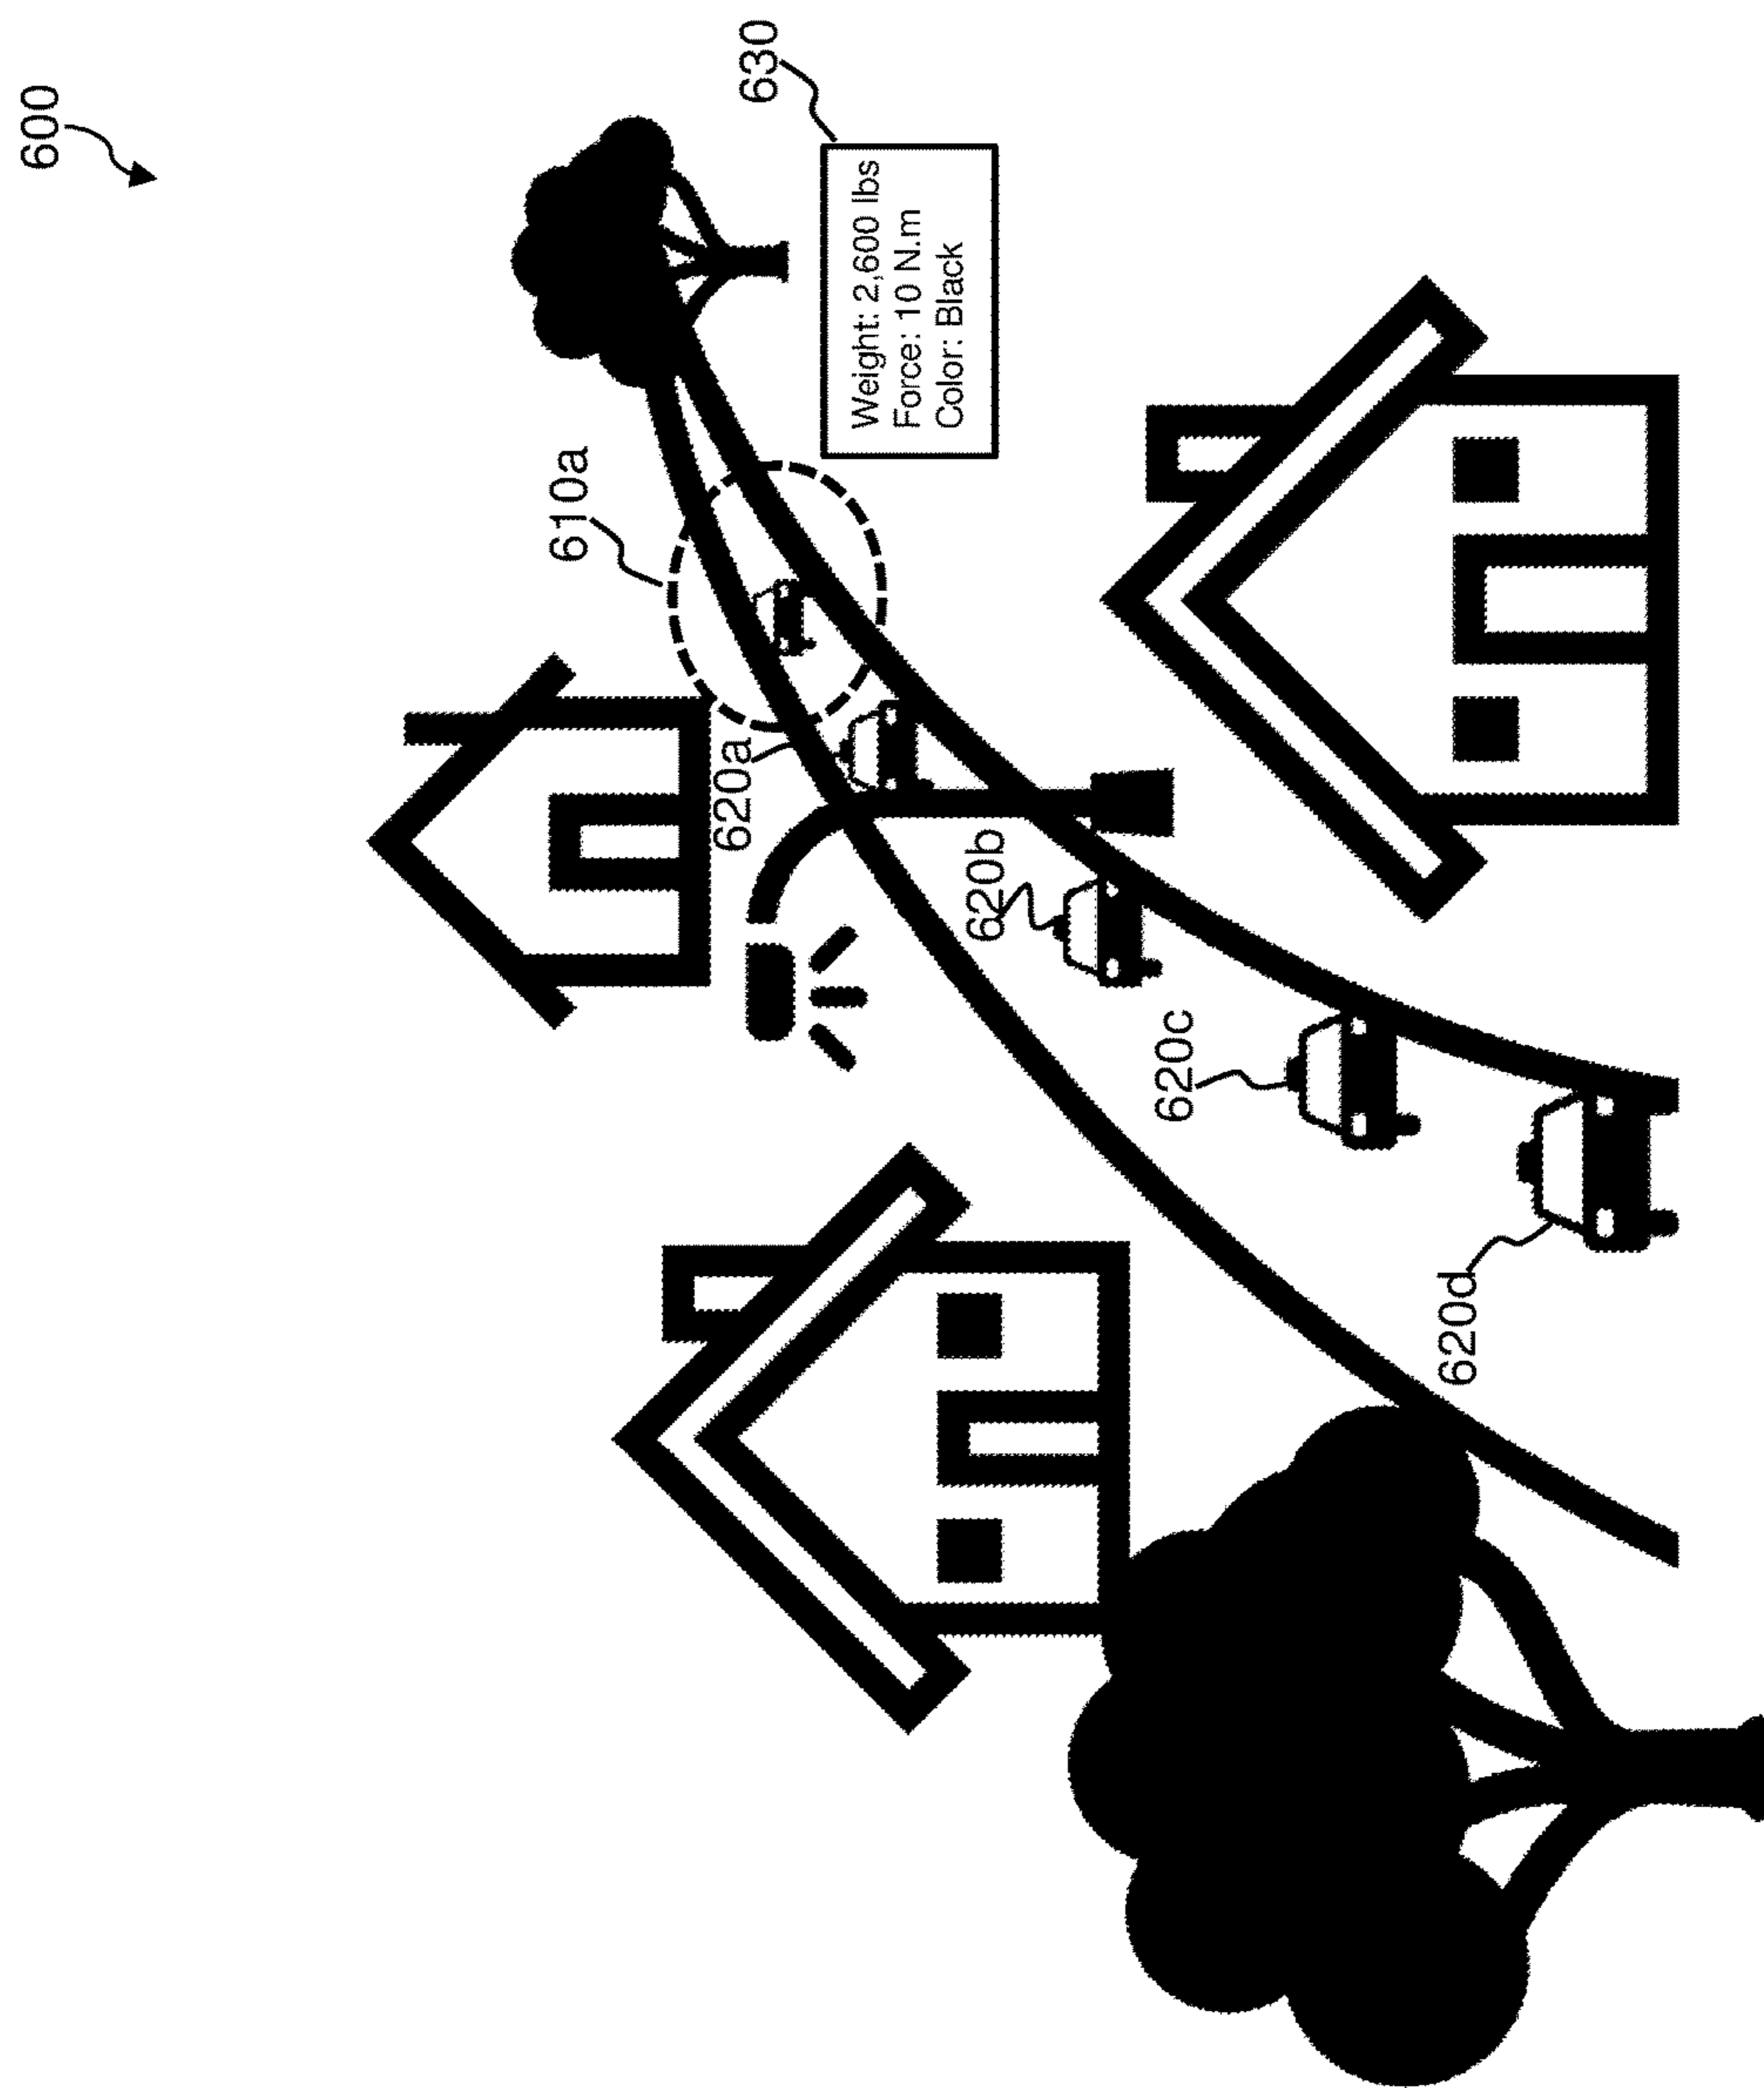 600
630
Weight: 2,600 lbs
Force: 10 N.m
Color: Black
610a
620a
620b
620c
620d